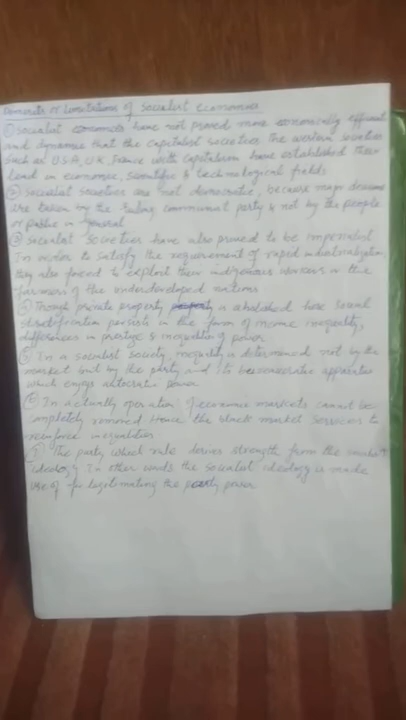 Demerits or Limitations of Socialist economies
① Socialist economies have not proved more economically efficient
and dynamic that the capitalist societies the western societies
Such as U.S.A, U.K, France with Capitalism have established their
lead in economic, scientific & technological fields
② Socialist Societies are not democratic, because major decisions
are taken by the ruling communist party & not by the people
or public in general
③ Socialist Societies have also proved to be imperialist
In order to satisfy the requirement of rapid industrialization,
they also forced to exploit their indigenous workers in the
farmers of the underdeveloped nations
④ Though private property is abolished here social
stratification persists in the form of income inequality,
differences in prestige & inequalities of power
⑤ In a socialist society, inequality is determined not by the
market but by the party and its bureaucratic apparatus
which enjoys autocratic power
⑥ In actually operation of economic markets cannot be
completely removed Hence the black market Services to
reinforce inequalities
⑦ The party which rule derives strength from the
ideology In other words the Socialist ideology is made
use of for legitimating the party power